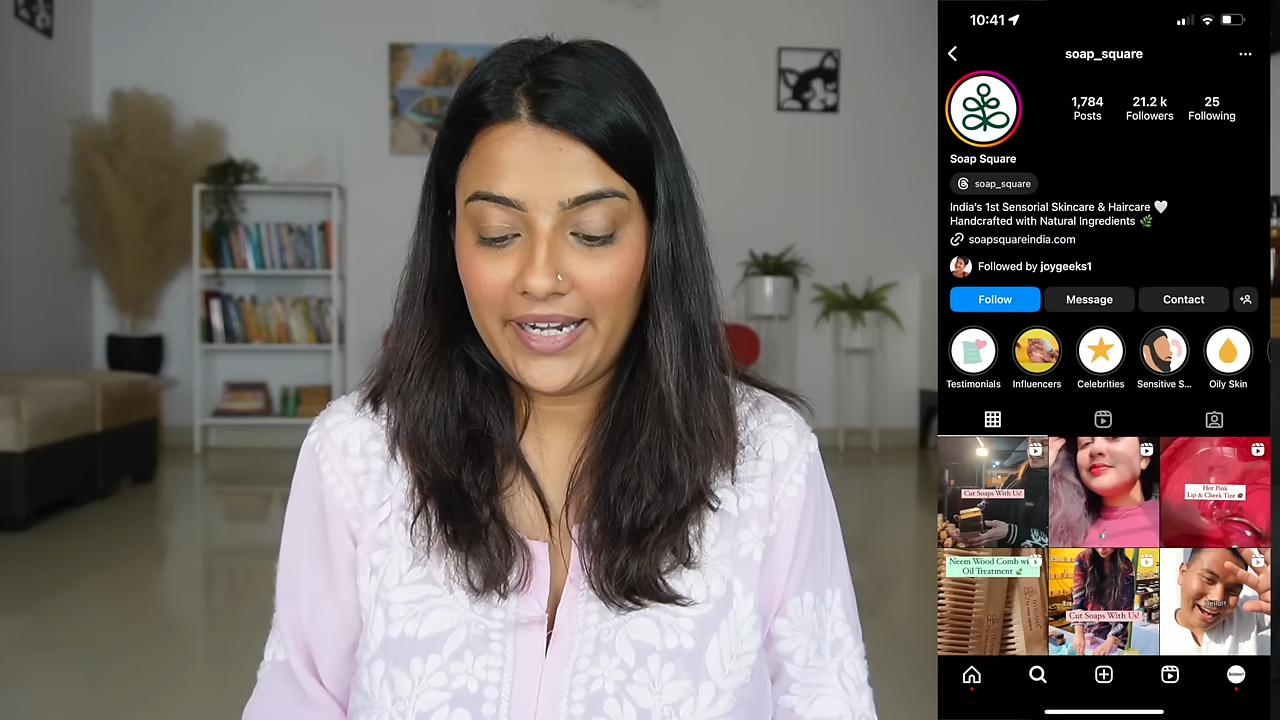 10:41
soap_square
1,784
Posts
21.2 k
Followers
25
Following
Soap Square
soap_square
India's 1st Sensorial Skincare & Haircare 🤍
Handcrafted with Natural Ingredients 🌿
soapsquareindia.com
Followed by joygeeks1
Follow
Message
Contact
Testimonials
Influencers
Celebrities
Sensitive S...
Oily Skin
Cut Soaps With Us!
Hot Pink
Lip & Cheek Tint
Neem Wood Comb wi
Oil Treatment 🌿
Cut Soaps With Us!
Hello!!